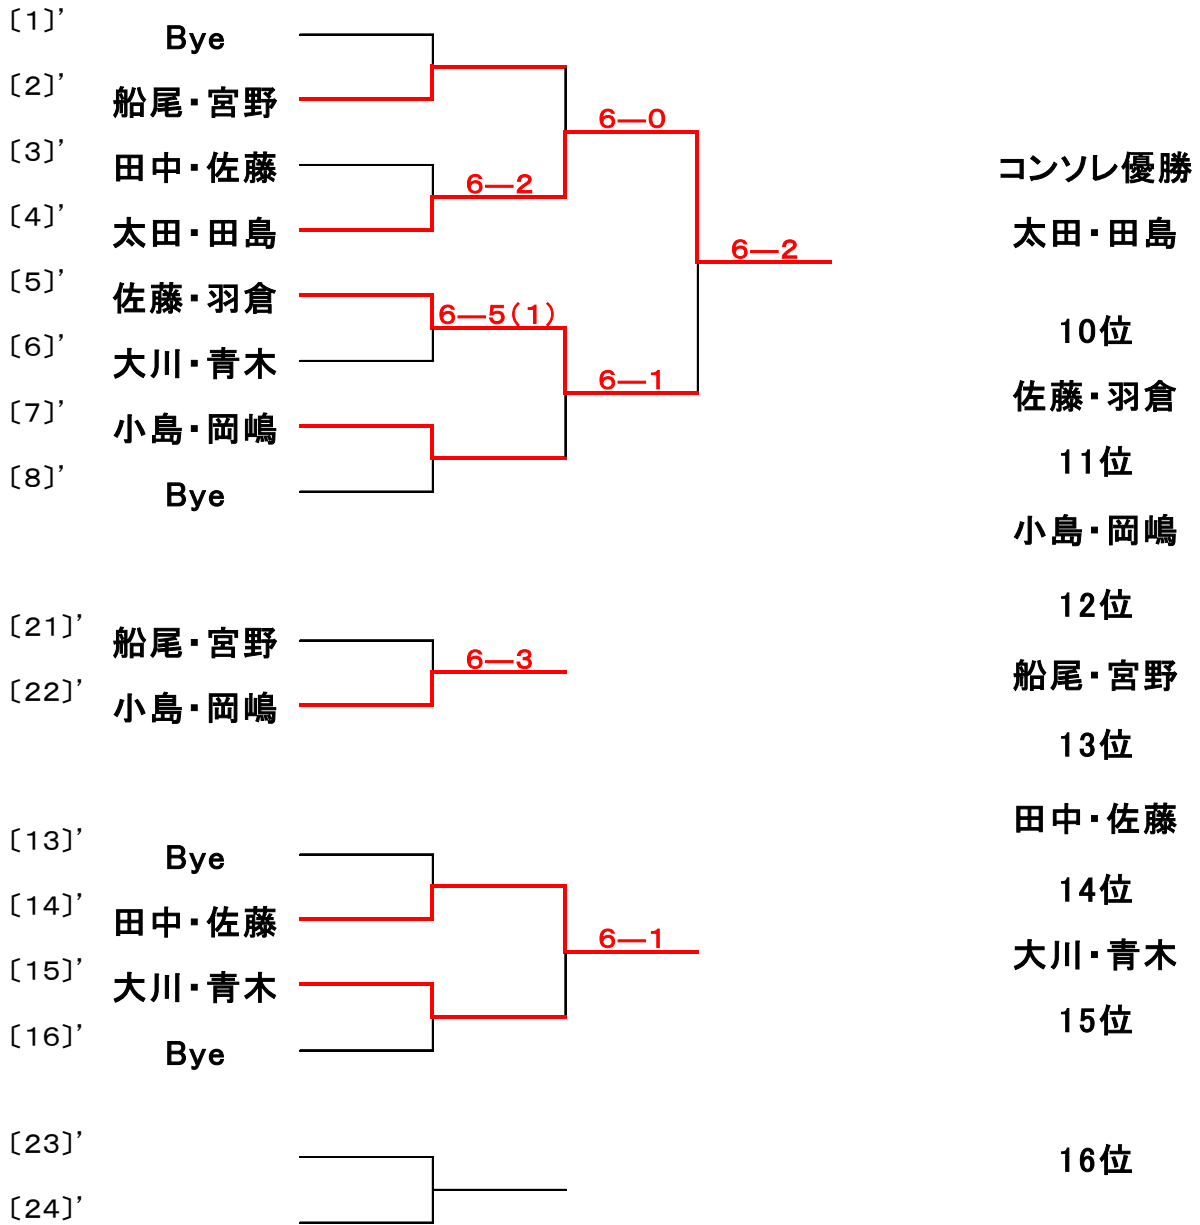 〔1〕’ Bye
〔2〕’ 船尾・宮野
6—0
〔3〕’ 田中・佐藤
6—2
〔4〕’ 太田・田島
6—2
〔5〕’ 佐藤・羽倉
6—5(1)
〔6〕’ 大川・青木
6—1
〔7〕’ 小島・岡嶋
〔8〕’ Bye
〔21〕’ 船尾・宮野
6—3
〔22〕’ 小島・岡嶋
〔13〕’ Bye
〔14〕’ 田中・佐藤
6—1
〔15〕’ 大川・青木
〔16〕’ Bye
〔23〕’
〔24〕’
コンソレ優勝
太田・田島
10位
佐藤・羽倉
11位
小島・岡嶋
12位
船尾・宮野
13位
田中・佐藤
14位
大川・青木
15位
16位